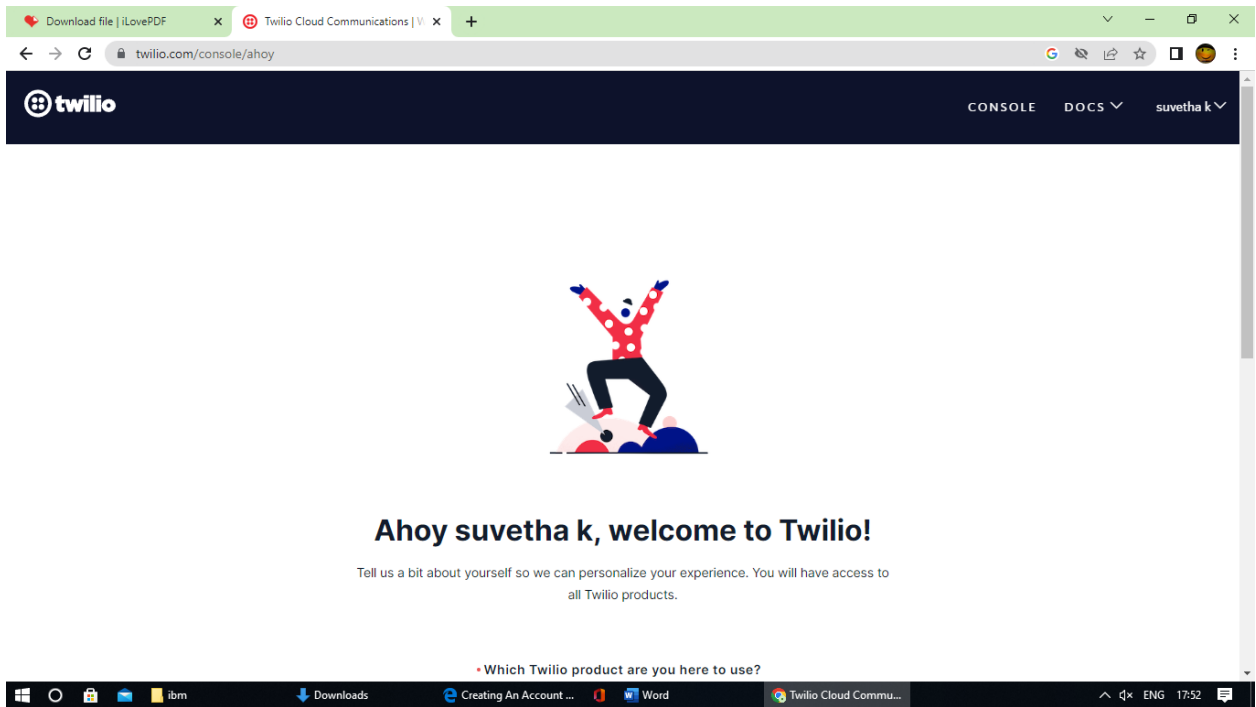 Download file | iLovePDF
Twilio Cloud Communications |
twilio.com/console/ahoy
twilio
CONSOLE DOCS suvetha k
Ahoy suvetha k, welcome to Twilio!
Tell us a bit about yourself so we can personalize your experience. You will have access to
all Twilio products.
• Which Twilio product are you here to use?
ibm Downloads Creating An Account ... Word Twilio Cloud Commu... ENG 17:52